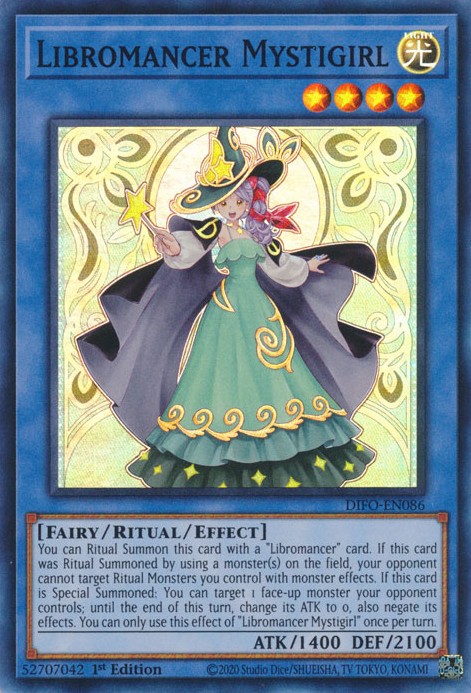 LIBROMANCER MYSTIGIRL
LIGHT
光
DIFO-EN086
[FAIRY/RITUAL/EFFECT]
You can Ritual Summon this card with a "Libromancer" card. If this card
was Ritual Summoned by using a monster(s) on the field, your opponent
cannot target Ritual Monsters you control with monster effects. If this card
is Special Summoned: You can target 1 face-up monster your opponent
controls; until the end of this turn, change its ATK to 0, also negate its
effects. You can only use this effect of "Libromancer Mystigirl" once per turn.
ATK/1400 DEF/2100
52707042 1st Edition ©2020 Studio Dice/SHUEISHA, TV TOKYO, KONAMI